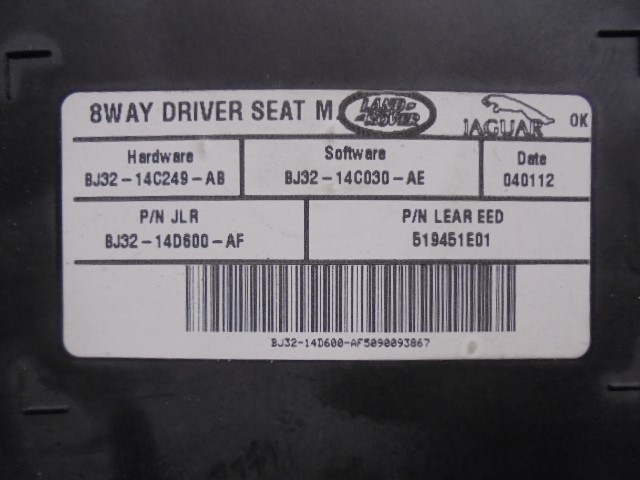 8WAY DRIVER SEAT M LAND-ROVER JAGUAR OK
Hardware Software Date
BJ32-14C249-AB BJ32-14C030-AE 040112
P/N JLR P/N LEAR EED
BJ32-14D600-AF 519451E01
BJ32-14D600-AF5090093867